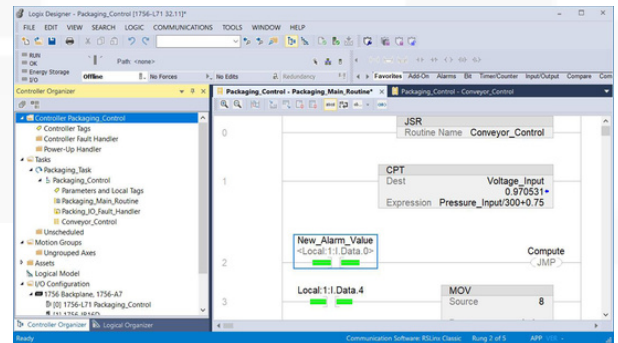 Logix Designer - Packaging_Control [1756-L71 32.11]*
FILE EDIT VIEW SEARCH LOGIC COMMUNICATIONS TOOLS WINDOW HELP
RUN
OK
Energy Storage
I/O
Path: <none>
Offline
No Forces
No Edits
Redundancy
Favorites Add-On Alarms Bit Timer/Counter Input/Output Compare Com
Controller Organizer
Controller Packaging_Control
Controller Tags
Controller Fault Handler
Power-Up Handler
Tasks
Packaging_Task
Packaging_Control
Parameters and Local Tags
Packaging_Main_Routine
Packing_IO_Fault_Handler
Conveyor_Control
Unscheduled
Motion Groups
Ungrouped Axes
Assets
Logical Model
I/O Configuration
1756 Backplane, 1756-A7
[0] 1756-L71 Packaging_Control
Controller Organizer Logical Organizer
Packaging_Control - Packaging_Main_Routine* Packaging_Control - Conveyor_Control
0
JSR
Routine Name Conveyor_Control
1
CPT
Dest Voltage_Input
0.970531
Expression Pressure_Input/300+0.75
2
New_Alarm_Value
<Local:1:I.Data.0>
Compute
JMP
3
Local:1:I.Data.4
MOV
Source 8
Ready
Communication Software: RSLinx Classic Rung 2 of 5 APP VER